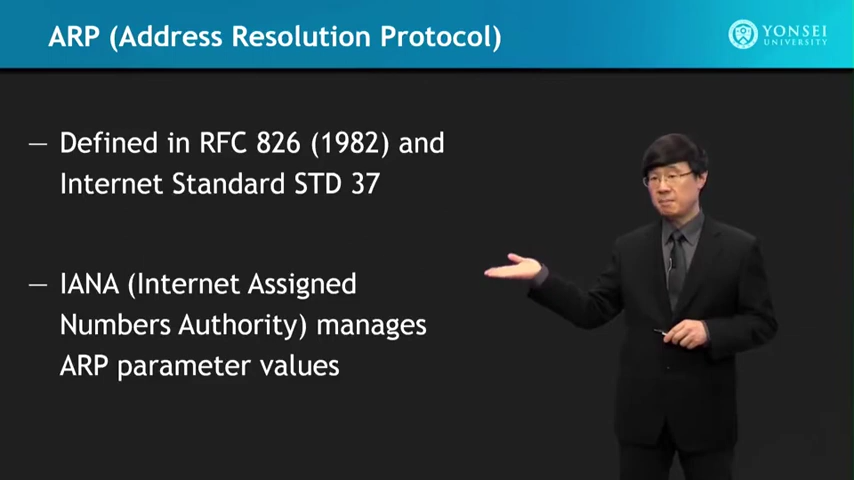 ARP (Address Resolution Protocol)
YONSEI
UNIVERSITY
— Defined in RFC 826 (1982) and
Internet Standard STD 37
— IANA (Internet Assigned
Numbers Authority) manages
ARP parameter values